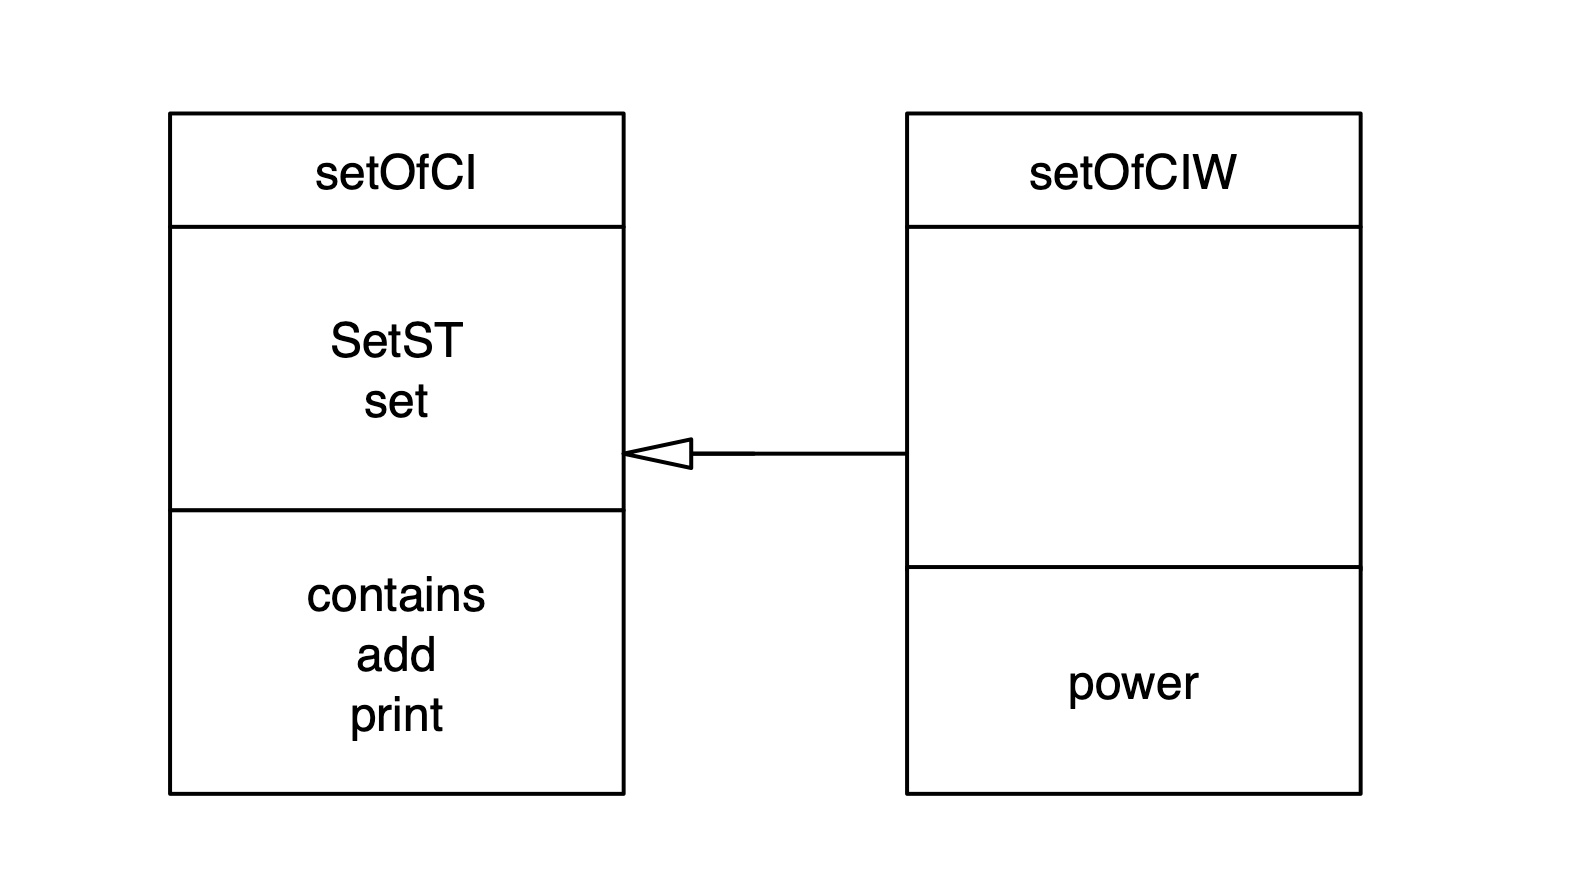 setOfCI
SetST
set
contains
add
print
setOfCIW
power